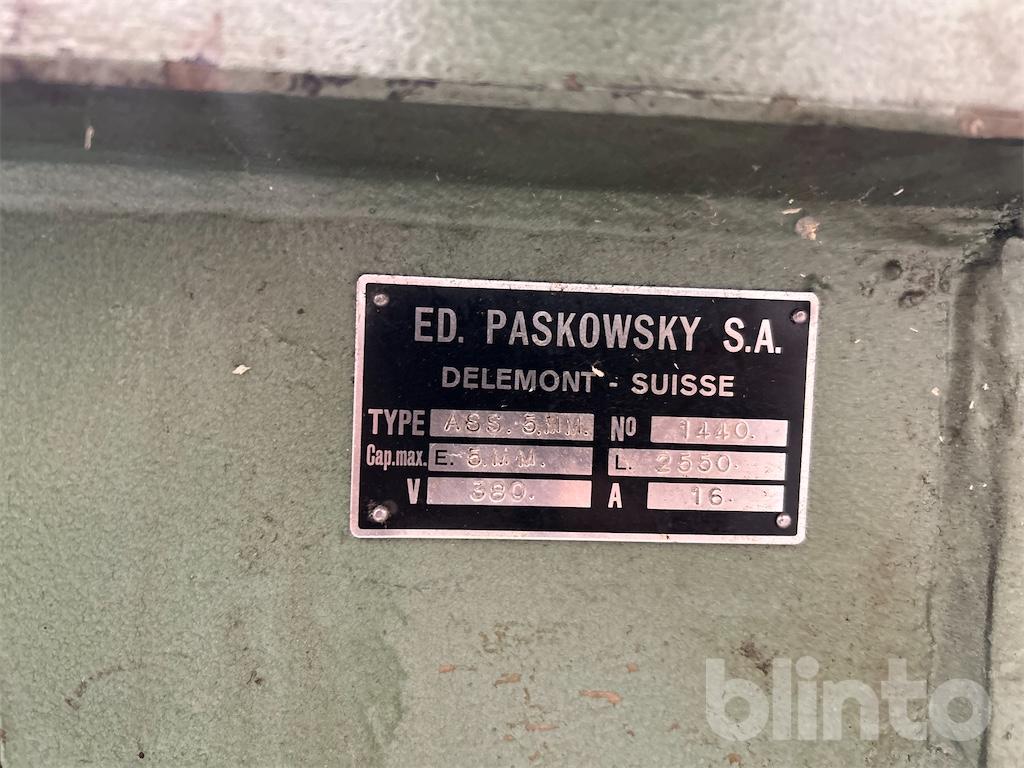 ED. PASKOWSKY S.A.
DELEMONT - SUISSE
TYPE ASS. 5.MM. No 1440.
Cap.max. E. 5.MM. L. 2550.
V 380. A 16.
blinto